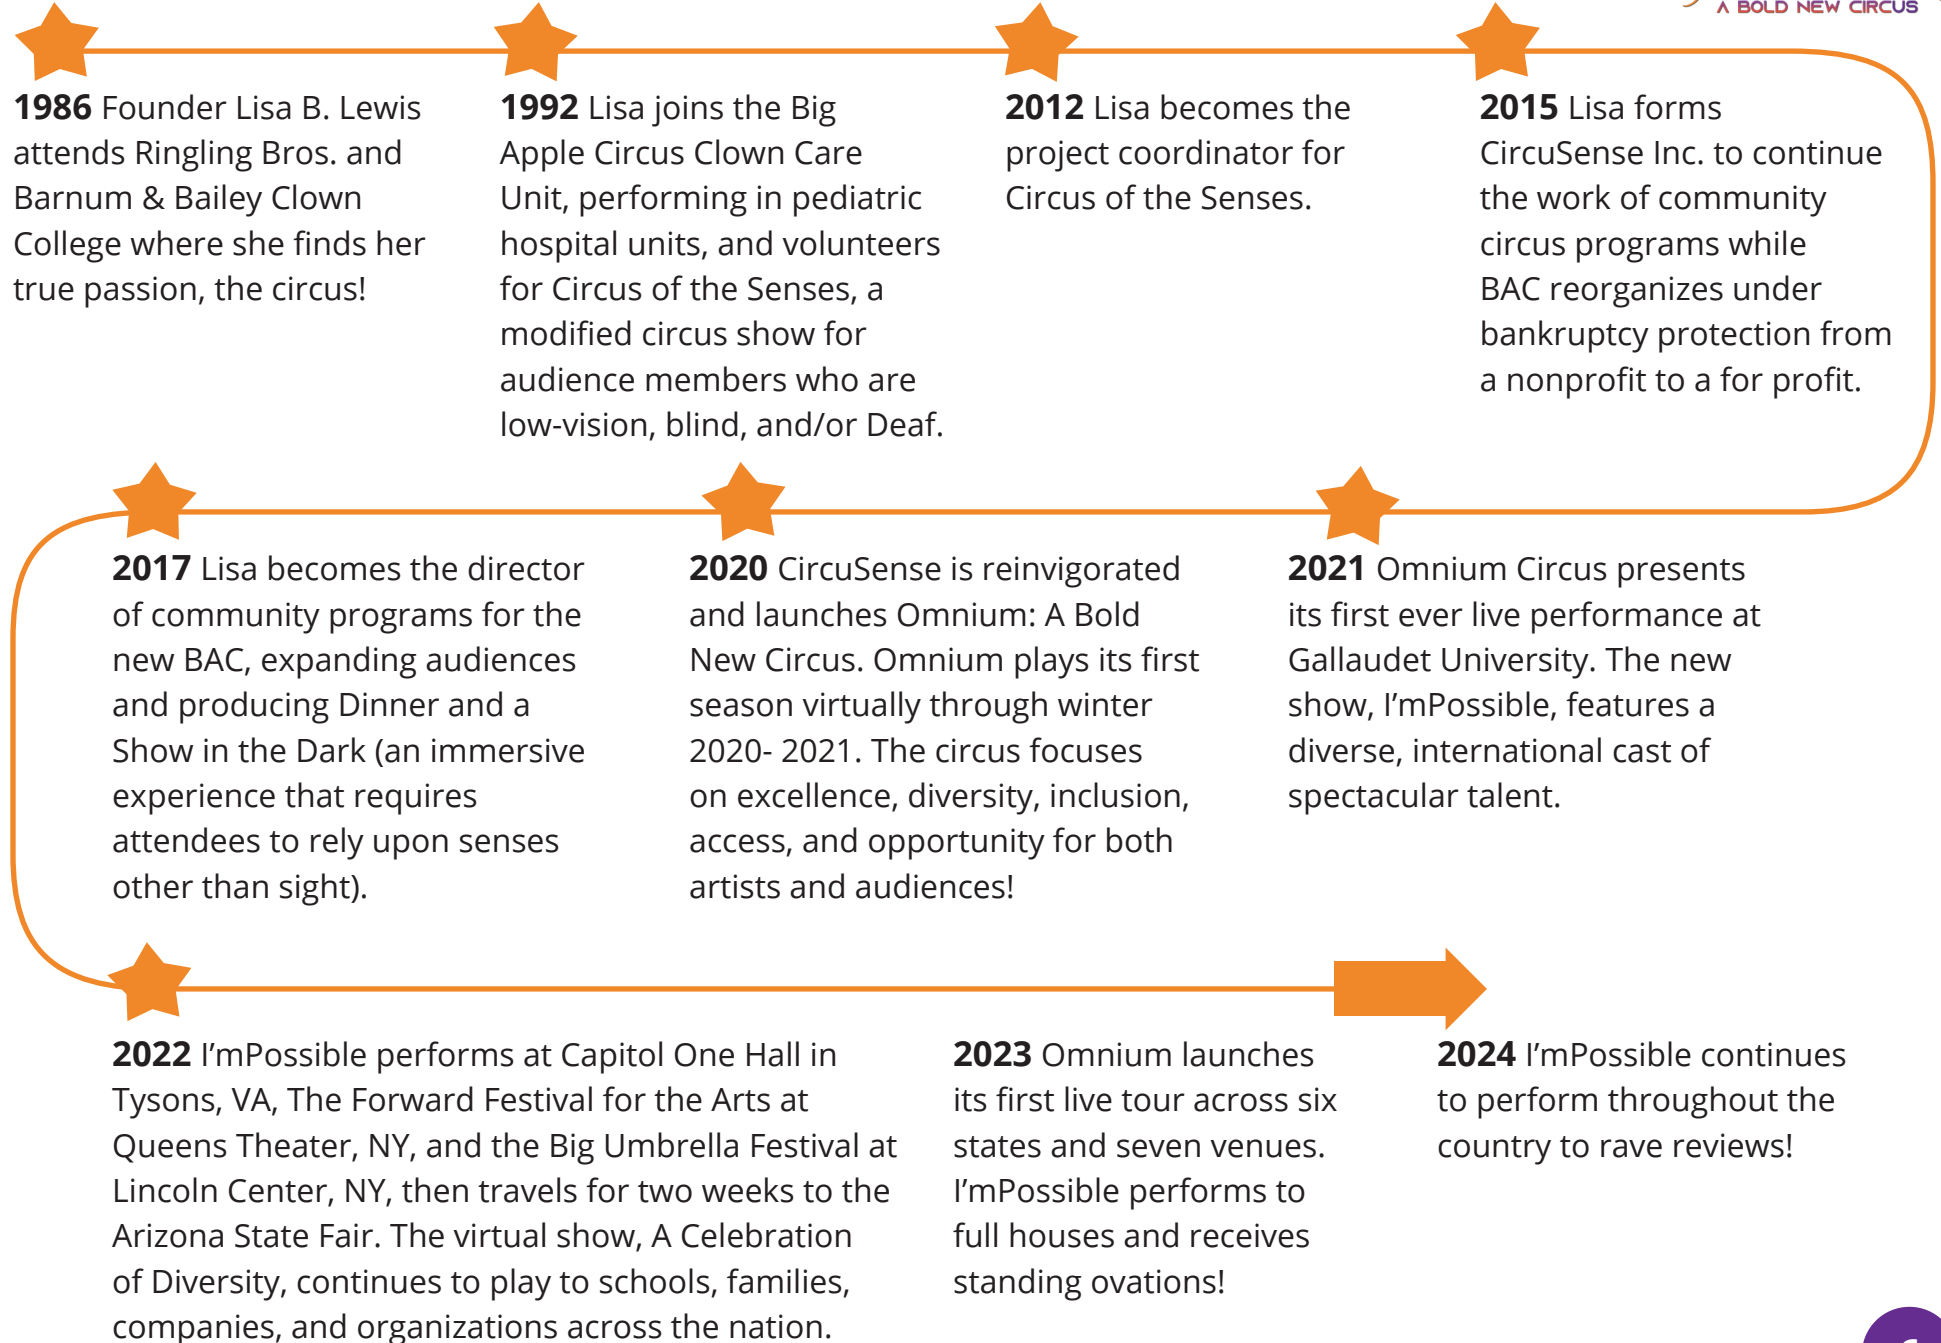 A BOLD NEW CIRCUS
1986 Founder Lisa B. Lewis
attends Ringling Bros. and
Barnum & Bailey Clown
College where she finds her
true passion, the circus!
1992 Lisa joins the Big
Apple Circus Clown Care
Unit, performing in pediatric
hospital units, and volunteers
for Circus of the Senses, a
modified circus show for
audience members who are
low-vision, blind, and/or Deaf.
2012 Lisa becomes the
project coordinator for
Circus of the Senses.
2015 Lisa forms
CircuSense Inc. to continue
the work of community
circus programs while
BAC reorganizes under
bankruptcy protection from
a nonprofit to a for profit.
2017 Lisa becomes the director
of community programs for the
new BAC, expanding audiences
and producing Dinner and a
Show in the Dark (an immersive
experience that requires
attendees to rely upon senses
other than sight).
2020 CircuSense is reinvigorated
and launches Omnium: A Bold
New Circus. Omnium plays its first
season virtually through winter
2020- 2021. The circus focuses
on excellence, diversity, inclusion,
access, and opportunity for both
artists and audiences!
2021 Omnium Circus presents
its first ever live performance at
Gallaudet University. The new
show, I'mPossible, features a
diverse, international cast of
spectacular talent.
2022 I'mPossible performs at Capitol One Hall in
Tysons, VA, The Forward Festival for the Arts at
Queens Theater, NY, and the Big Umbrella Festival at
Lincoln Center, NY, then travels for two weeks to the
Arizona State Fair. The virtual show, A Celebration
of Diversity, continues to play to schools, families,
companies, and organizations across the nation.
2023 Omnium launches
its first live tour across six
states and seven venues.
I'mPossible performs to
full houses and receives
standing ovations!
2024 I'mPossible continues
to perform throughout the
country to rave reviews!